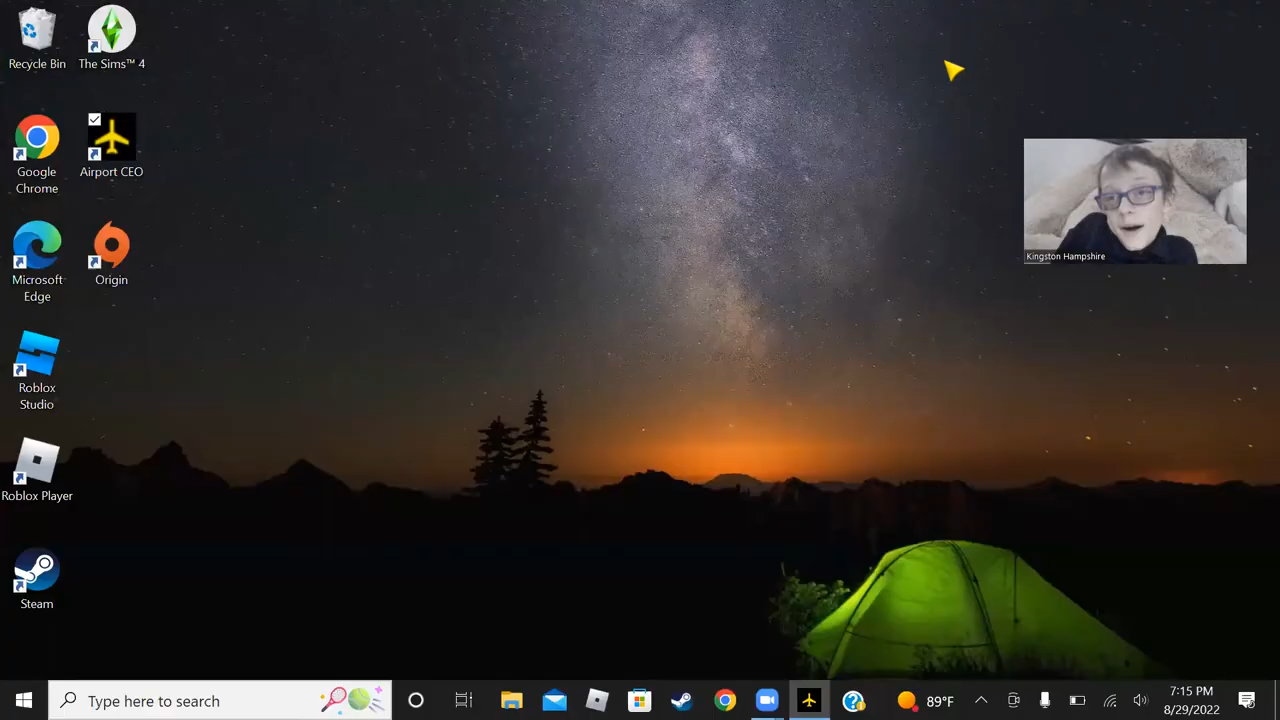 Recycle Bin
The Sims™ 4
Google
Chrome
Airport CEO
Microsoft
Edge
Origin
Roblox
Studio
Roblox Player
Steam
Kingston Hampshire
Type here to search
89°F
7:15 PM
8/29/2022